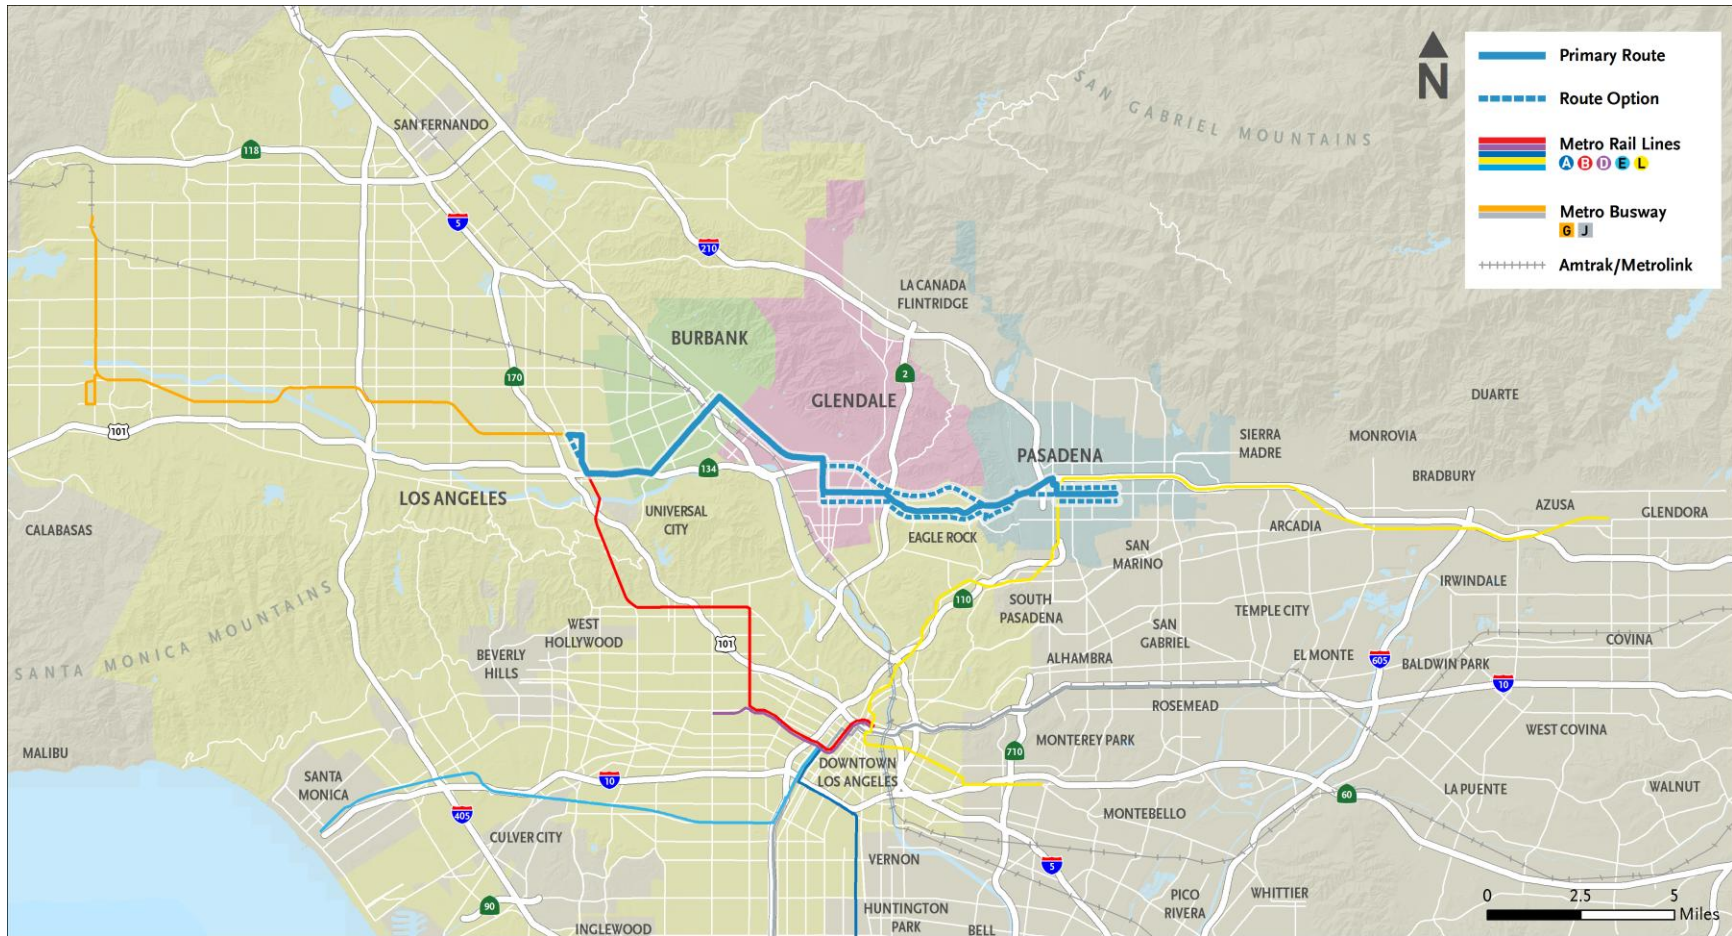 Primary Route
Route Option
Metro Rail Lines
A B D E L
Metro Busway
G J
Amtrak/Metrolink
N
SAN GABRIEL MOUNTAINS
SAN FERNANDO
118
5
210
LA CANADA
FLINTRIDGE
BURBANK
170
2
GLENDALE
DUARTE
101
SIERRA
MADRE
MONROVIA
PASADENA
134
BRADBURY
LOS ANGELES
UNIVERSAL
CITY
AZUSA
GLENDORA
CALABASAS
EAGLE ROCK
ARCADIA
SAN
MARINO
IRWINDALE
SANTA MONICA MOUNTAINS
110
SOUTH
PASADENA
TEMPLE CITY
WEST
HOLLYWOOD
101
SAN
GABRIEL
COVINA
BEVERLY
HILLS
ALHAMBRA
EL MONTE
605
BALDWIN PARK
10
ROSEMEAD
WEST COVINA
MALIBU
MONTEREY PARK
710
SANTA
MONICA
10
DOWNTOWN
LOS ANGELES
60
LA PUENTE
WALNUT
405
MONTEBELLO
CULVER CITY
VERNON
5
90
HUNTINGTON
PARK
PICO
RIVERA
WHITTIER
INGLEWOOD
BELL
0 2.5 5
Miles